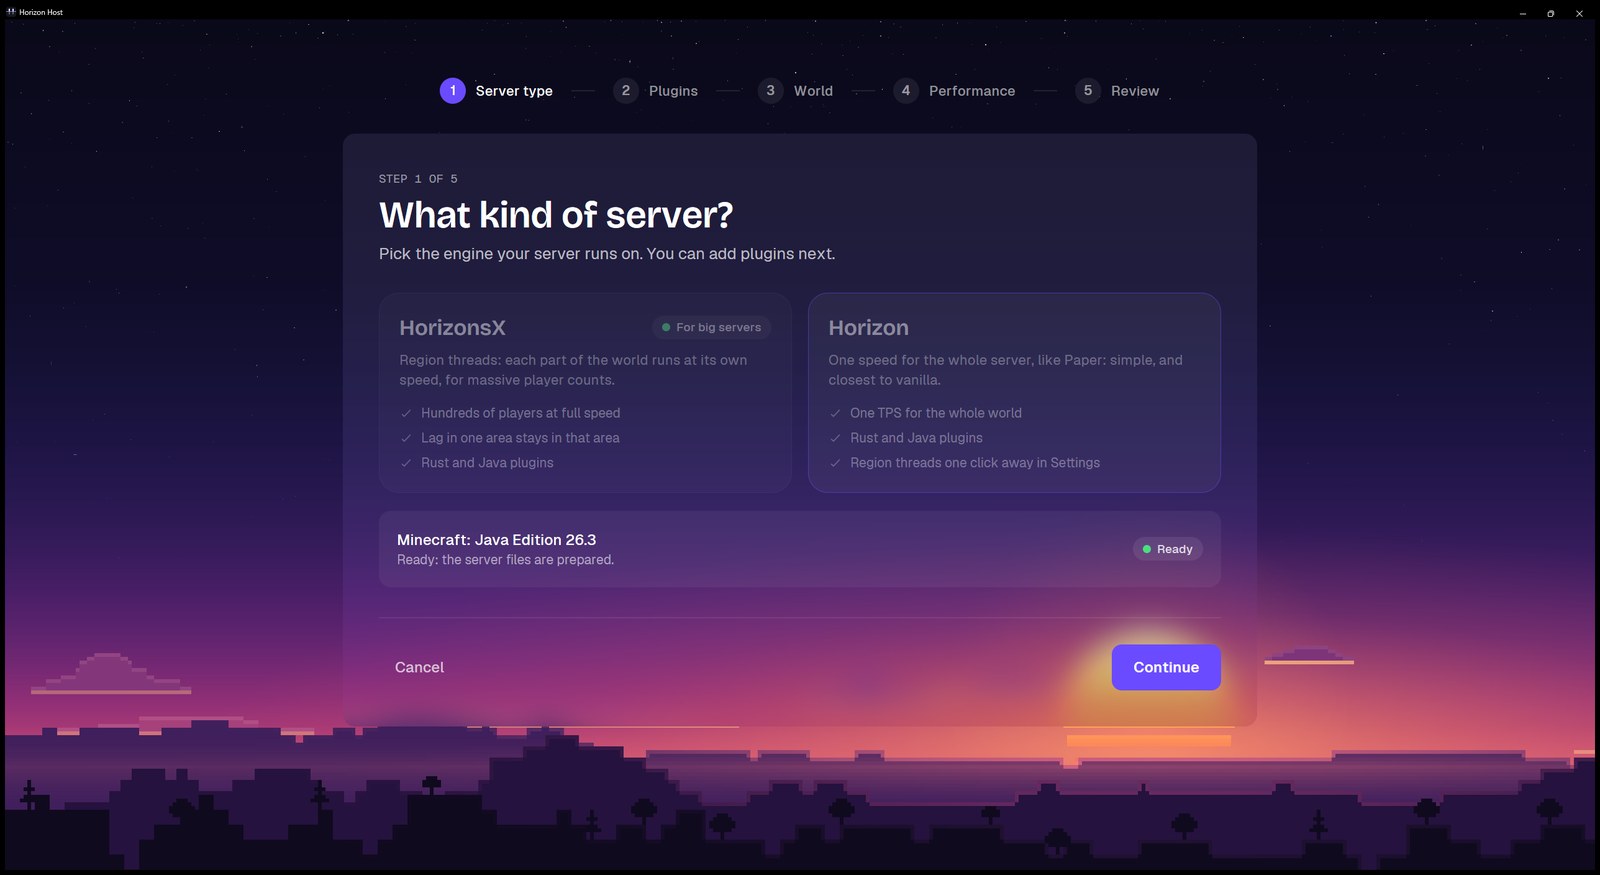 Horizon Host
1 Server type
2 Plugins
3 World
4 Performance
5 Review
STEP 1 OF 5
What kind of server?
Pick the engine your server runs on. You can add plugins next.
HorizonsX
For big servers
Region threads: each part of the world runs at its own
speed, for massive player counts.
Hundreds of players at full speed
Lag in one area stays in that area
Rust and Java plugins
Horizon
One speed for the whole server, like Paper: simple, and
closest to vanilla.
One TPS for the whole world
Rust and Java plugins
Region threads one click away in Settings
Minecraft: Java Edition 26.3
Ready: the server files are prepared.
Ready
Cancel
Continue